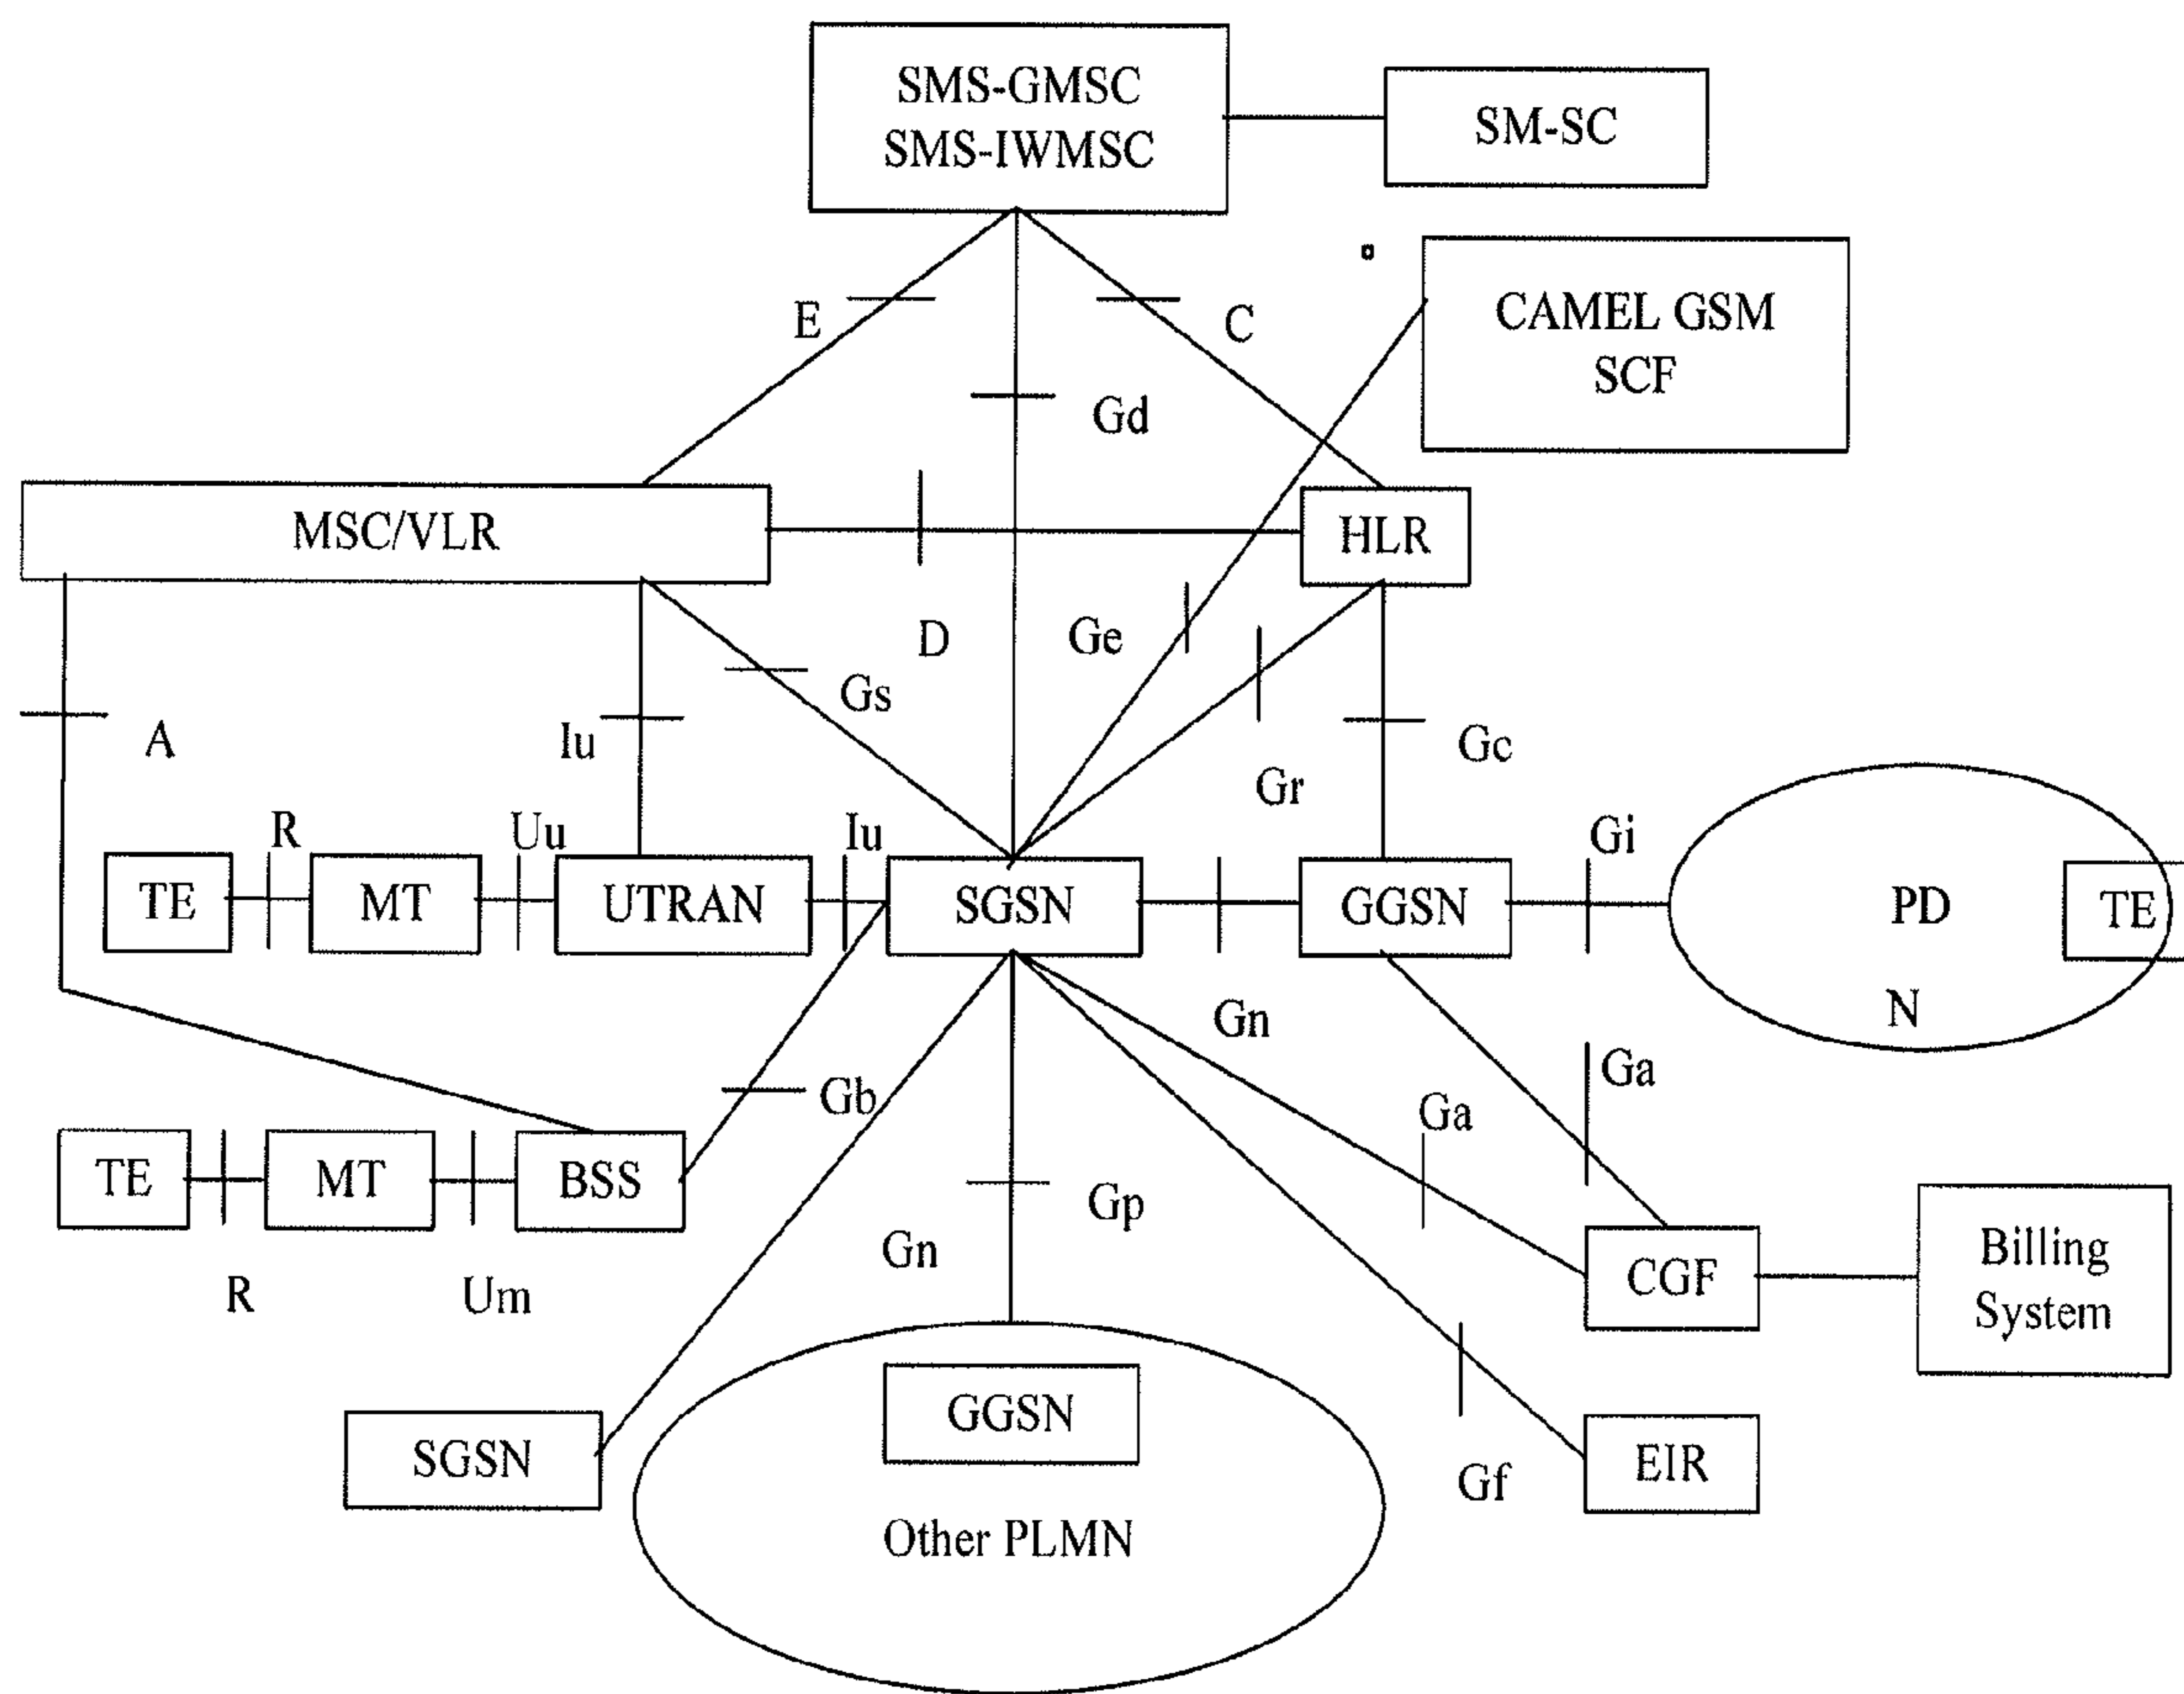 SMS-GMSC
SMS-IWMSC
SM-SC
CAMEL GSM
SCF
E
C
Gd
MSC/VLR
HLR
D
Ge
Gs
Iu
A
Gr
Gc
R
Uu
Iu
Gi
TE
MT
UTRAN
SGSN
GGSN
PD
TE
N
Gn
Ga
Gb
Ga
TE
MT
BSS
Gp
Gn
R
Um
CGF
Billing
System
GGSN
SGSN
Gf
EIR
Other PLMN